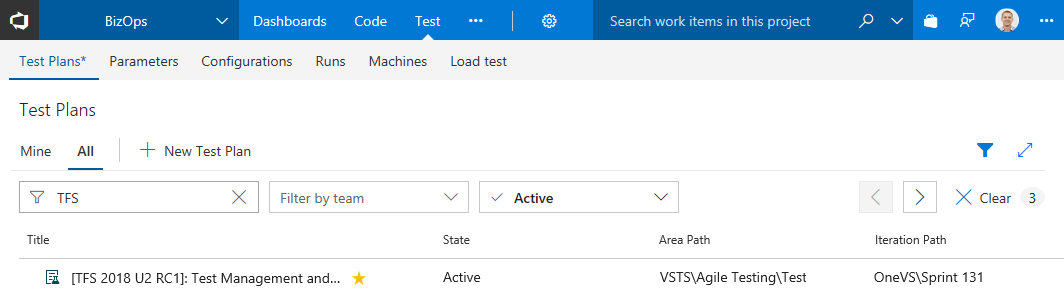 BizOps Dashboards Code Test ••• Search work items in this project •••
Test Plans* Parameters Configurations Runs Machines Load test
Test Plans
Mine All New Test Plan
TFS Filter by team Active Clear 3
Title State Area Path Iteration Path
[TFS 2018 U2 RC1]: Test Management and... Active VSTS\Agile Testing\Test OneVS\Sprint 131